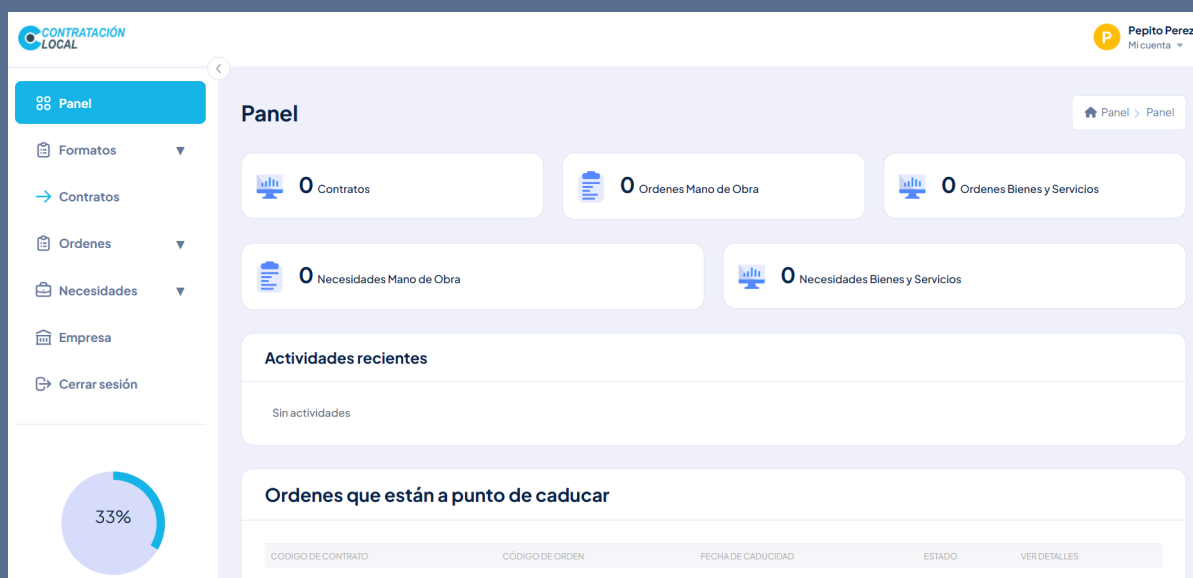 CONTRATACIÓN
LOCAL
P
Pepito Perez
Mi cuenta
Panel
Formatos
Contratos
Ordenes
Necesidades
Empresa
Cerrar sesión
33%
Panel
Panel > Panel
0 Contratos
0 Ordenes Mano de Obra
0 Ordenes Bienes y Servicios
0 Necesidades Mano de Obra
0 Necesidades Bienes y Servicios
Actividades recientes
Sin actividades
Ordenes que están a punto de caducar
CODIGO DE CONTRATO CÓDIGO DE ORDEN FECHA DE CADUCIDAD ESTADO VER DETALLES